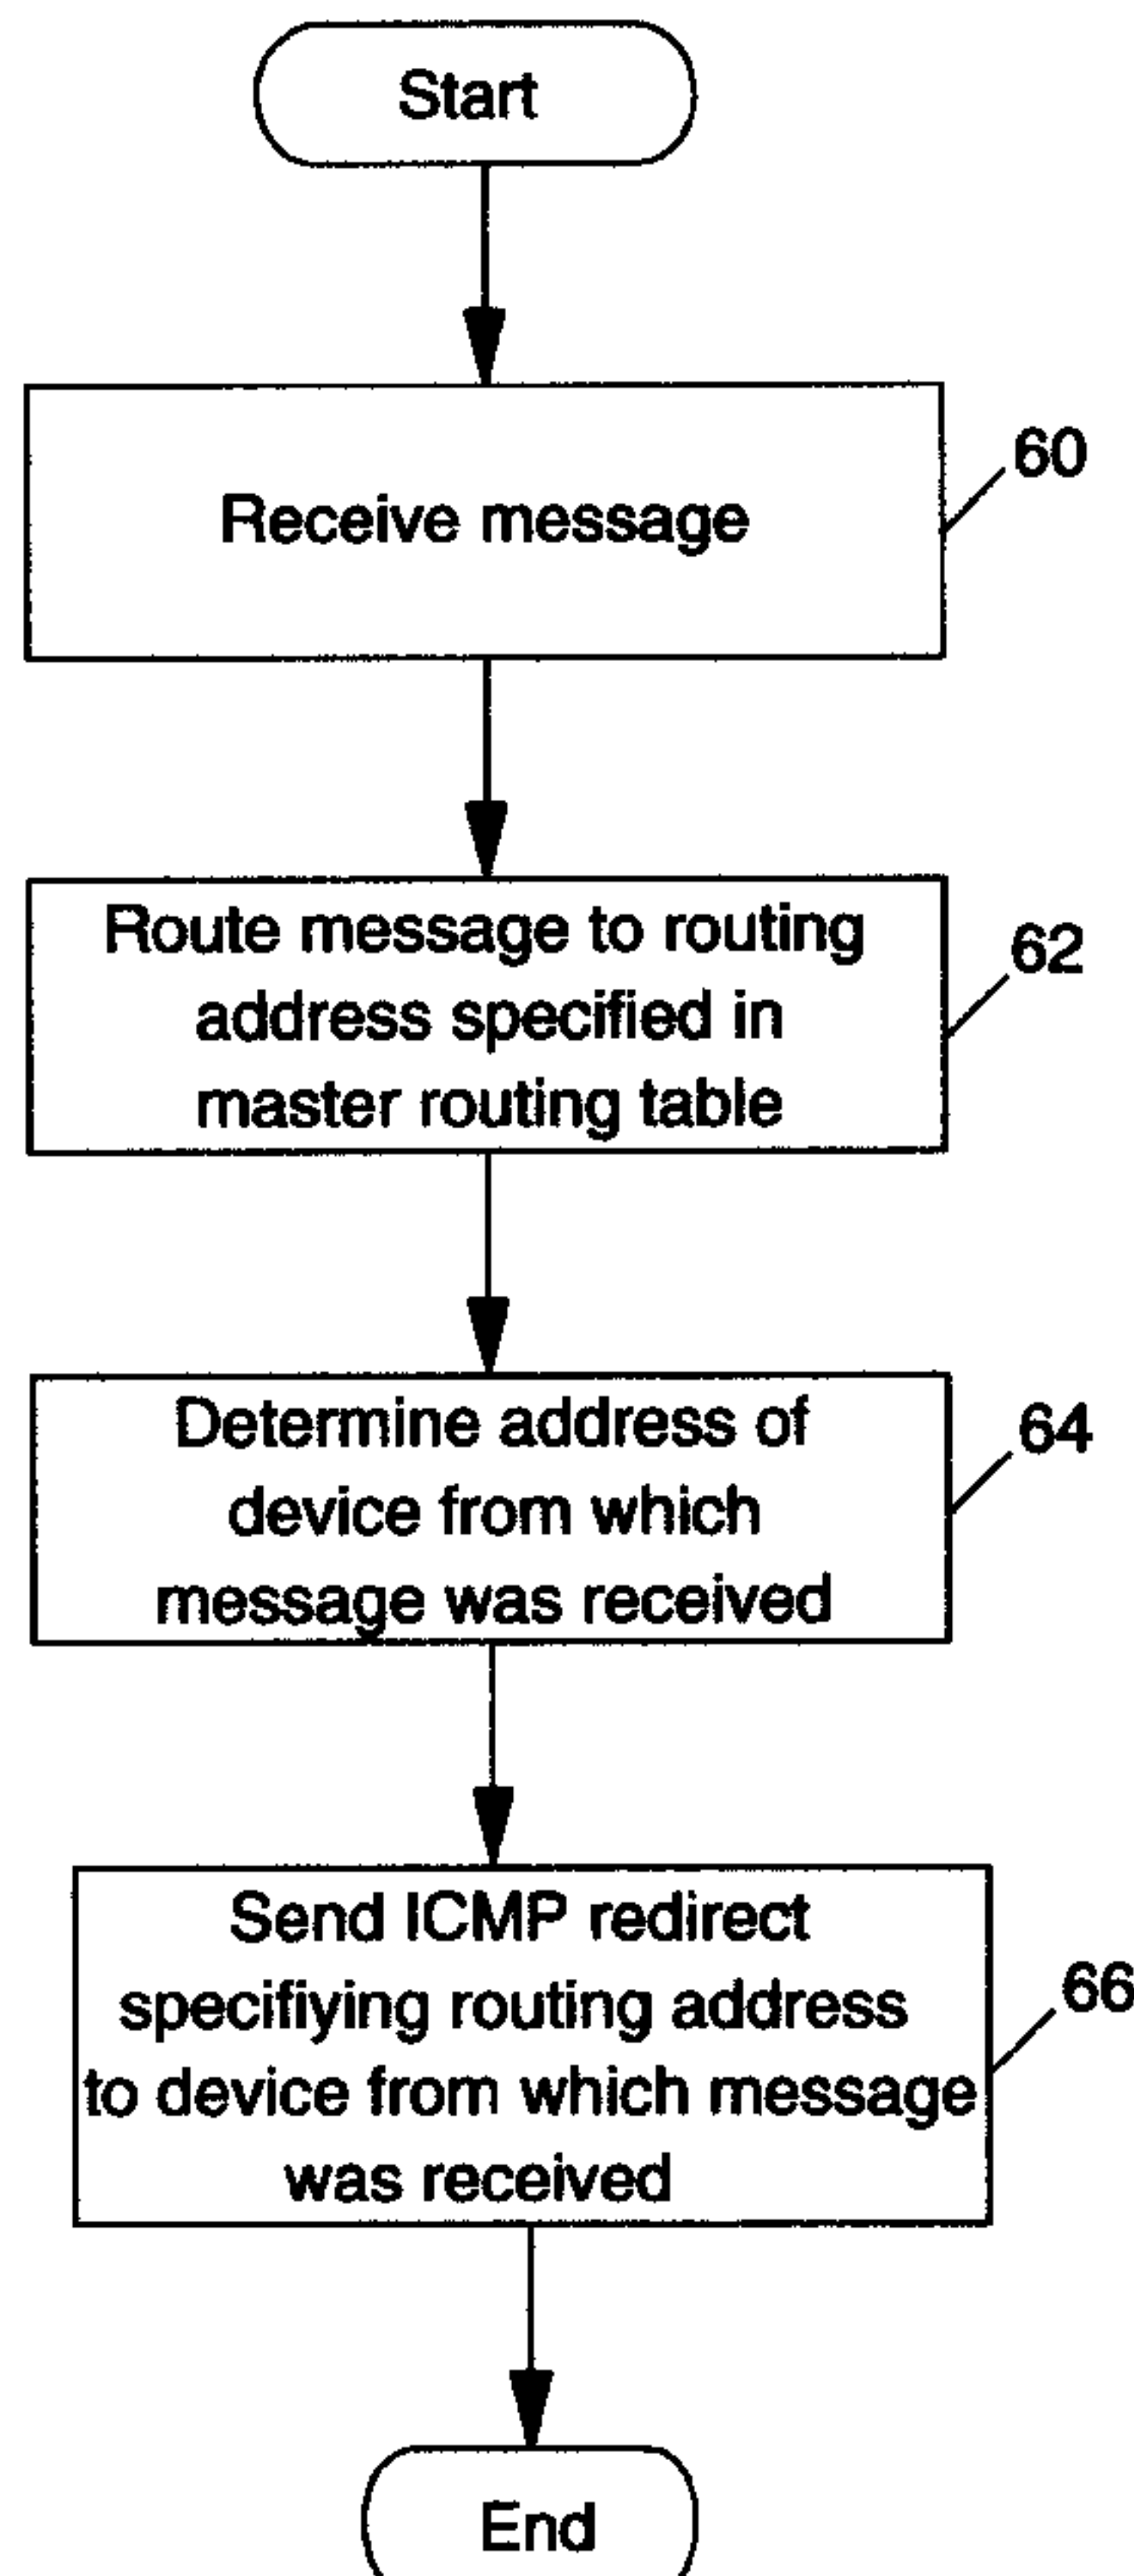 Start
Receive message
60
Route message to routing
address specified in
master routing table
62
Determine address of
device from which
message was received
64
Send ICMP redirect
specifiying routing address
to device from which message
was received
66
End